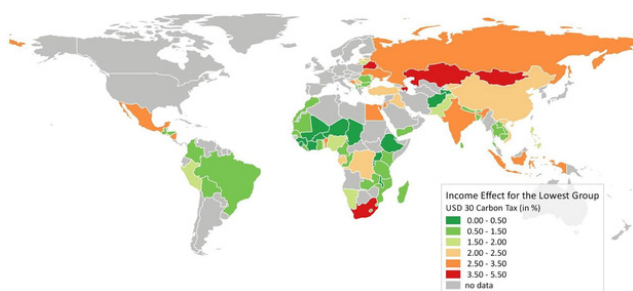 Income Effect for the Lowest Group
USD 30 Carbon Tax (in %)
0.00 - 0.50
0.50 - 1.50
1.50 - 2.00
2.00 - 2.50
2.50 - 3.50
3.50 - 5.50
no data